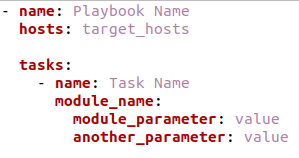 - name: Playbook Name
  hosts: target_hosts

  tasks:
    - name: Task Name
      module_name:
        module_parameter: value
        another_parameter: value